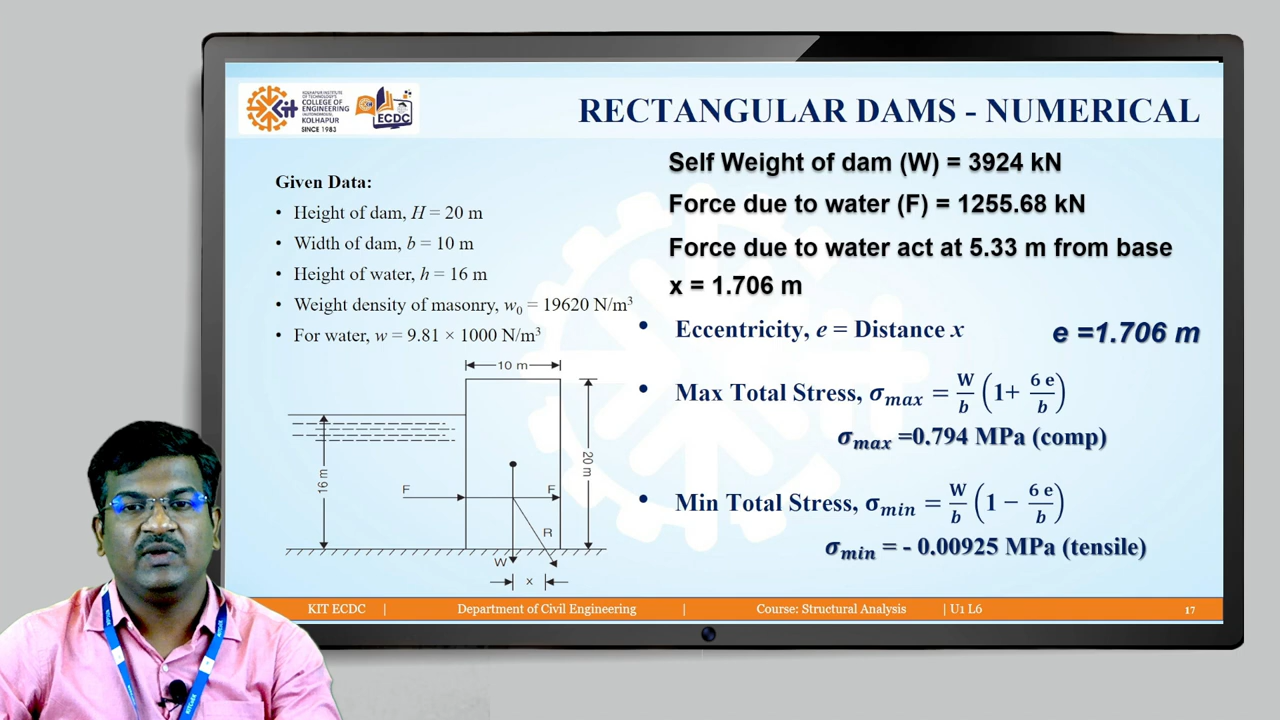 KOLHAPUR INSTITUTE
OF TECHNOLOGY'S
COLLEGE OF
ENGINEERING
(AUTONOMOUS),
KOLHAPUR
SINCE 1983
KIT
ECDC
RECTANGULAR DAMS - NUMERICAL
Given Data:
• Height of dam, H = 20 m
• Width of dam, b = 10 m
• Height of water, h = 16 m
• Weight density of masonry, w₀ = 19620 N/m³
• For water, w = 9.81 × 1000 N/m³
10 m
16 m
20 m
F
F
R
W
x
Self Weight of dam (W) = 3924 kN
Force due to water (F) = 1255.68 kN
Force due to water act at 5.33 m from base
x = 1.706 m
• Eccentricity, e = Distance x e =1.706 m
• Max Total Stress, σmax = W/b (1+ 6 e/b)
σmax =0.794 MPa (comp)
• Min Total Stress, σmin = W/b (1 − 6 e/b)
σmin = - 0.00925 MPa (tensile)
KIT ECDC | Department of Civil Engineering | Course: Structural Analysis | U1 L6 17